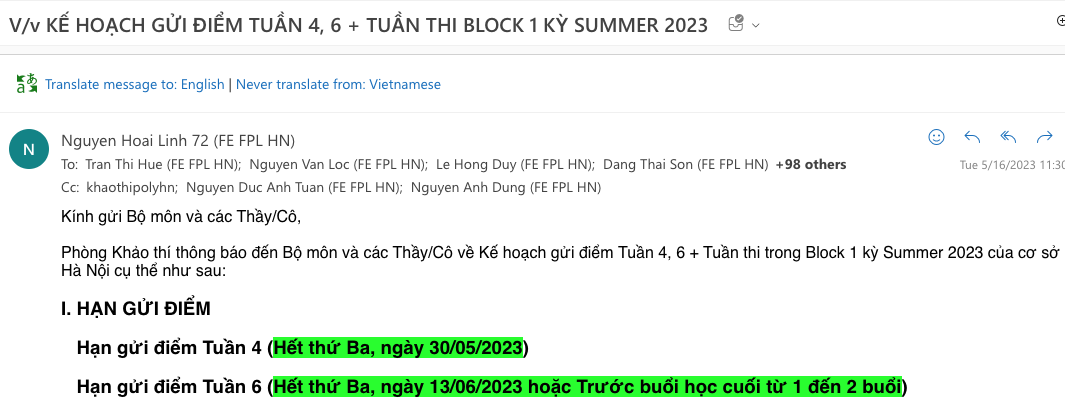 V/v KẾ HOẠCH GỬI ĐIỂM TUẦN 4, 6 + TUẦN THI BLOCK 1 KỲ SUMMER 2023
Translate message to: English | Never translate from: Vietnamese
N
Nguyen Hoai Linh 72 (FE FPL HN)
To: Tran Thi Hue (FE FPL HN); Nguyen Van Loc (FE FPL HN); Le Hong Duy (FE FPL HN); Dang Thai Son (FE FPL HN) +98 others
Tue 5/16/2023 11:30
Cc: khaothipolyhn; Nguyen Duc Anh Tuan (FE FPL HN); Nguyen Anh Dung (FE FPL HN)
Kính gửi Bộ môn và các Thầy/Cô,
Phòng Khảo thí thông báo đến Bộ môn và các Thầy/Cô về Kế hoạch gửi điểm Tuần 4, 6 + Tuần thi trong Block 1 kỳ Summer 2023 của cơ sở
Hà Nội cụ thể như sau:
I. HẠN GỬI ĐIỂM
Hạn gửi điểm Tuần 4 (Hết thứ Ba, ngày 30/05/2023)
Hạn gửi điểm Tuần 6 (Hết thứ Ba, ngày 13/06/2023 hoặc Trước buổi học cuối từ 1 đến 2 buổi)